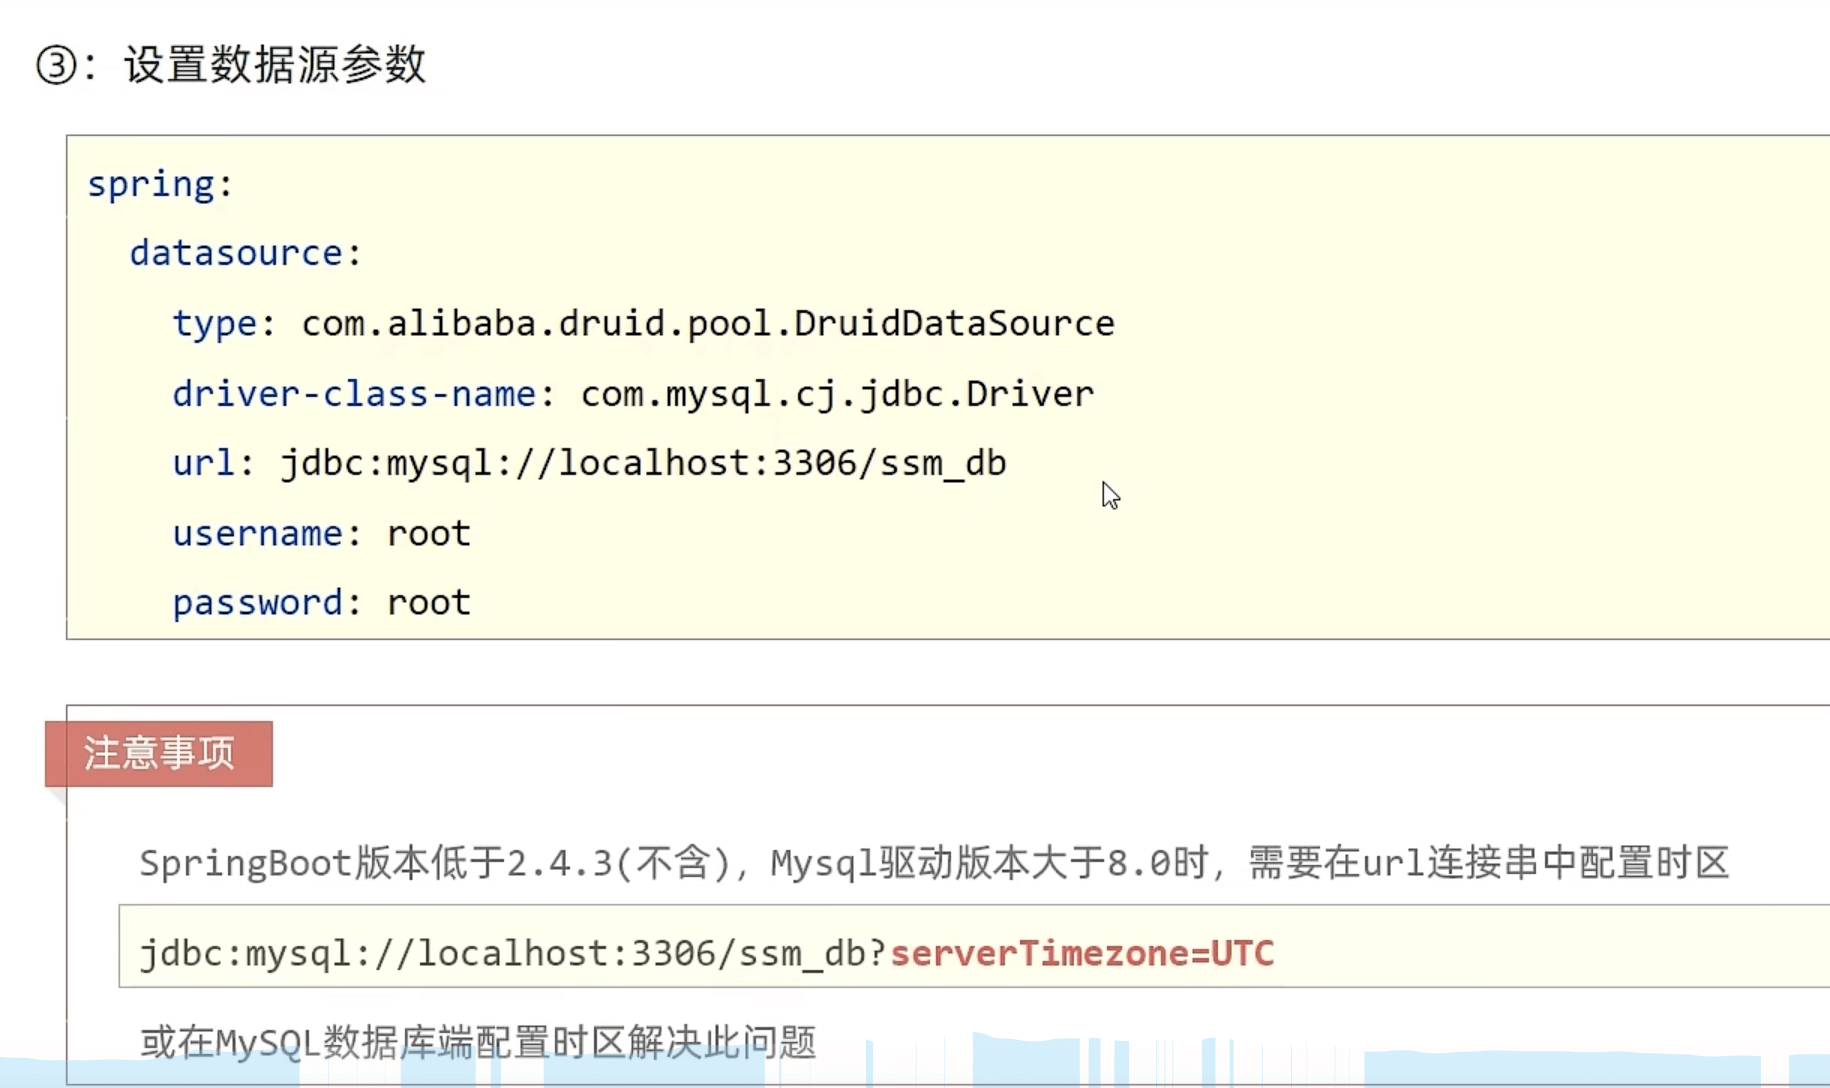 ③：设置数据源参数
spring:
datasource:
type: com.alibaba.druid.pool.DruidDataSource
driver-class-name: com.mysql.cj.jdbc.Driver
url: jdbc:mysql://localhost:3306/ssm_db
username: root
password: root
注意事项
SpringBoot版本低于2.4.3(不含)，Mysql驱动版本大于8.0时，需要在url连接串中配置时区
jdbc:mysql://localhost:3306/ssm_db?serverTimezone=UTC
或在MySQL数据库端配置时区解决此问题